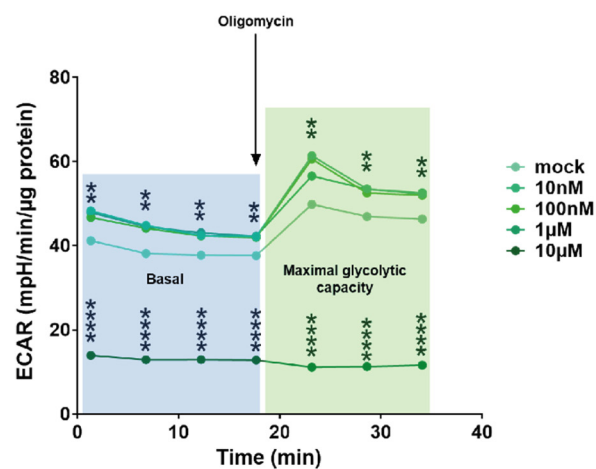 Oligomycin
ECAR (mpH/min/µg protein)
80
60
40
20
0
** ** ** **
** ** **
Basal
Maximal glycolytic
capacity
**** **** **** ****
**** **** ****
0 10 20 30 40
Time (min)
mock
10nM
100nM
1µM
10µM